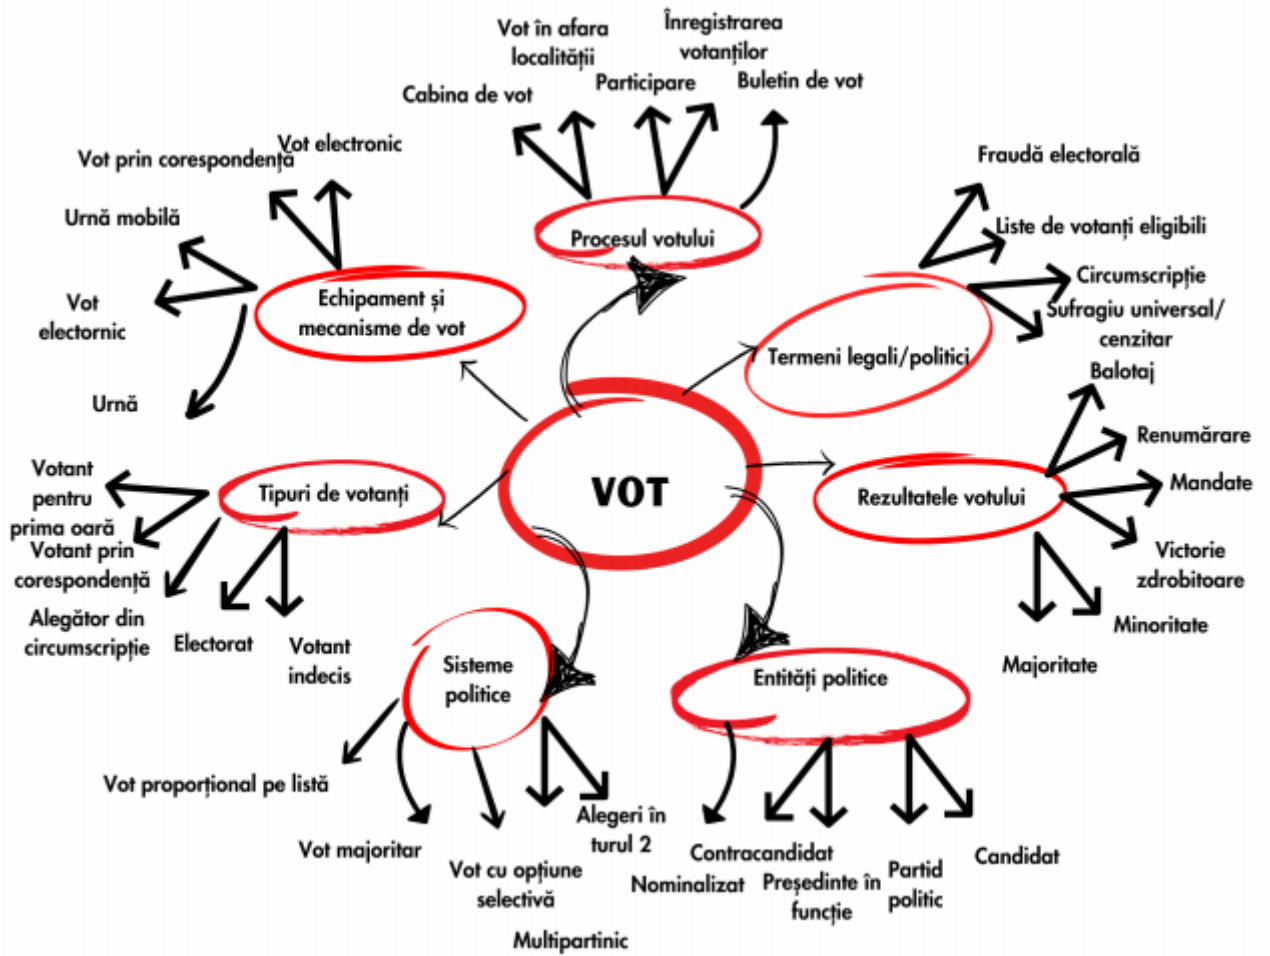 Înregistrarea
votanților
Vot în afara
localității
Participare
Buletin de vot
Cabina de vot
Vot electronic
Vot prin corespondență
Urnă mobilă
Vot
electornic
Urnă
Echipament și
mecanisme de vot
Procesul votului
Fraudă electorală
Liste de votanți eligibili
Circumscripție
Sufragiu universal/
cenzitar
Termeni legali/politici
Balotaj
Renumărare
Mandate
Victorie
zdrobitoare
Minoritate
Majoritate
Rezultatele votului
VOT
Tipuri de votanți
Votant
pentru
prima oară
Votant prin
corespondență
Alegător din
circumscripție
Electorat
Votant
indecis
Sisteme
politice
Vot proporțional pe listă
Vot majoritar
Vot cu opțiune
selectivă
Multipartinic
Alegeri în
turul 2
Entități politice
Contracandidat
Nominalizat
Președinte în
funcție
Partid
politic
Candidat